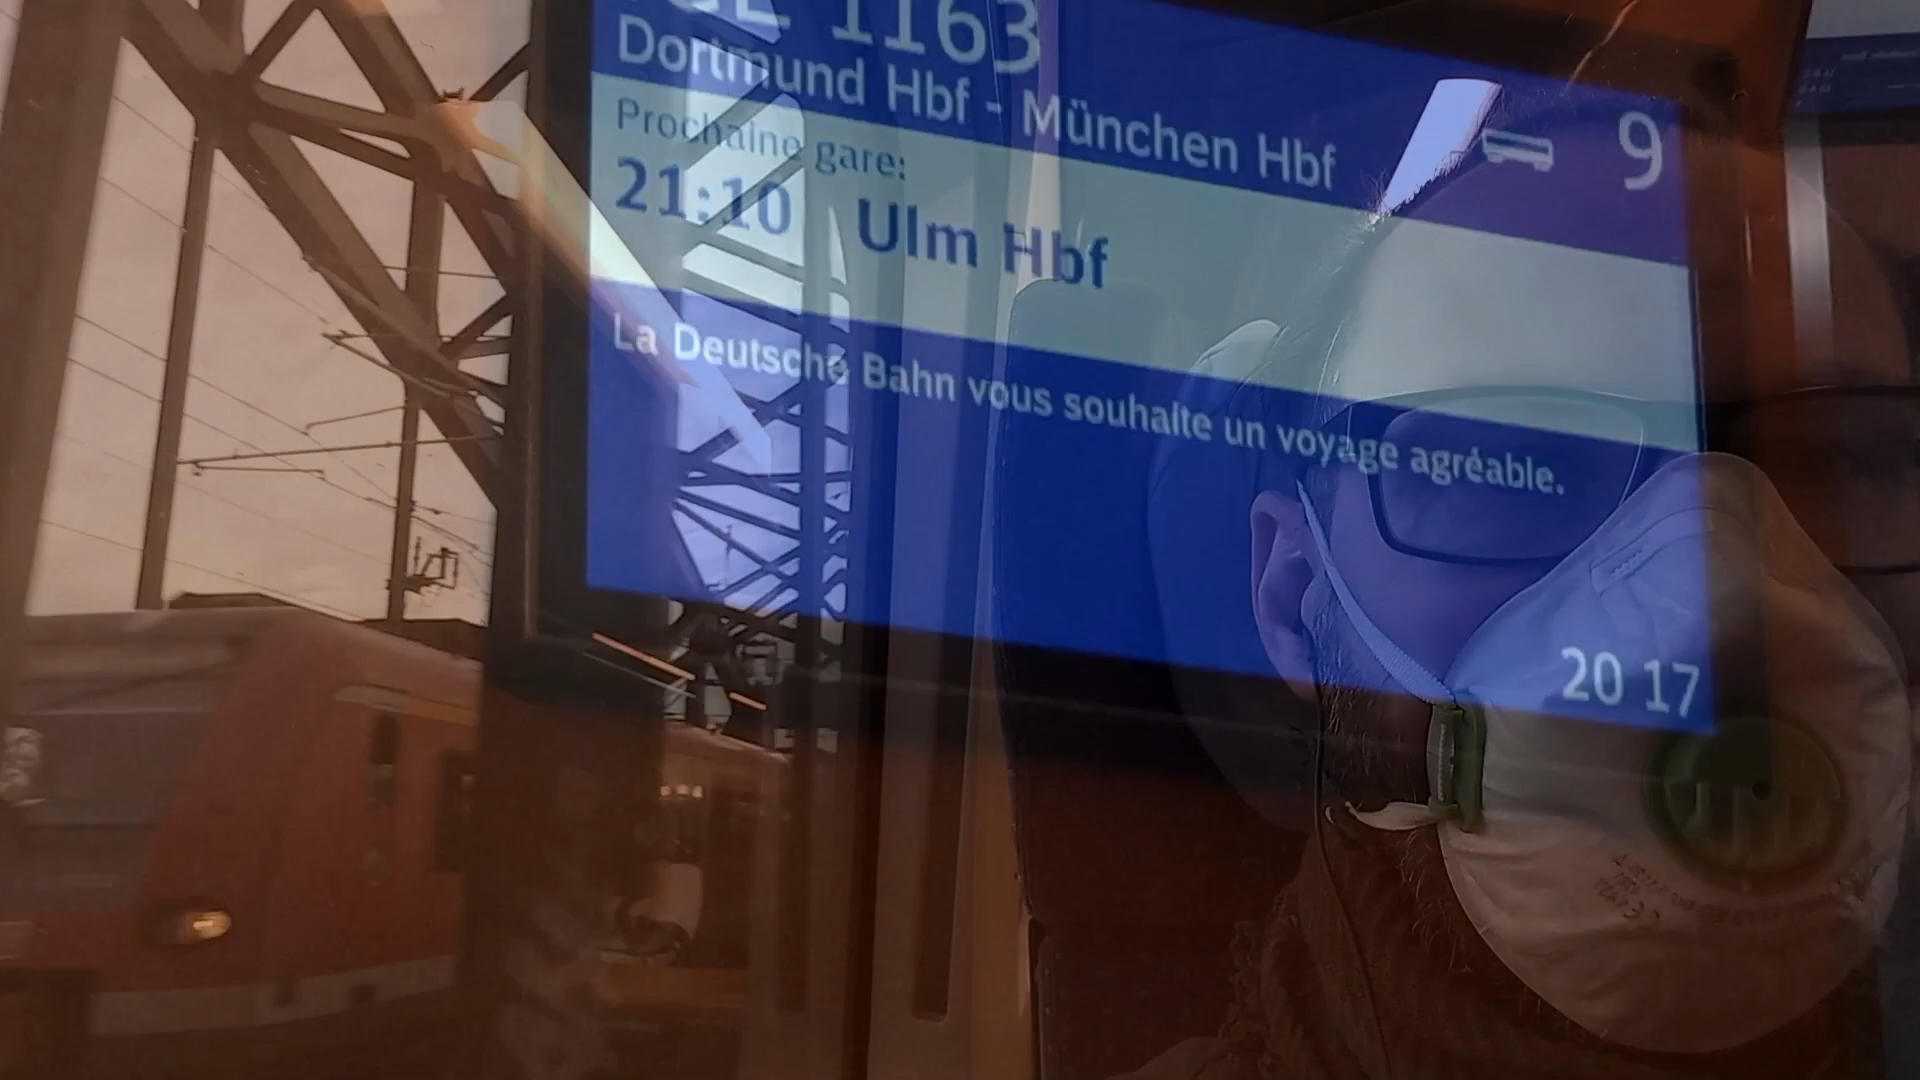 ICE 1163
Dortmund Hbf - München Hbf
9
Prochaine gare:
21:10 Ulm Hbf
La Deutsche Bahn vous souhaite un voyage agréable.
20 17